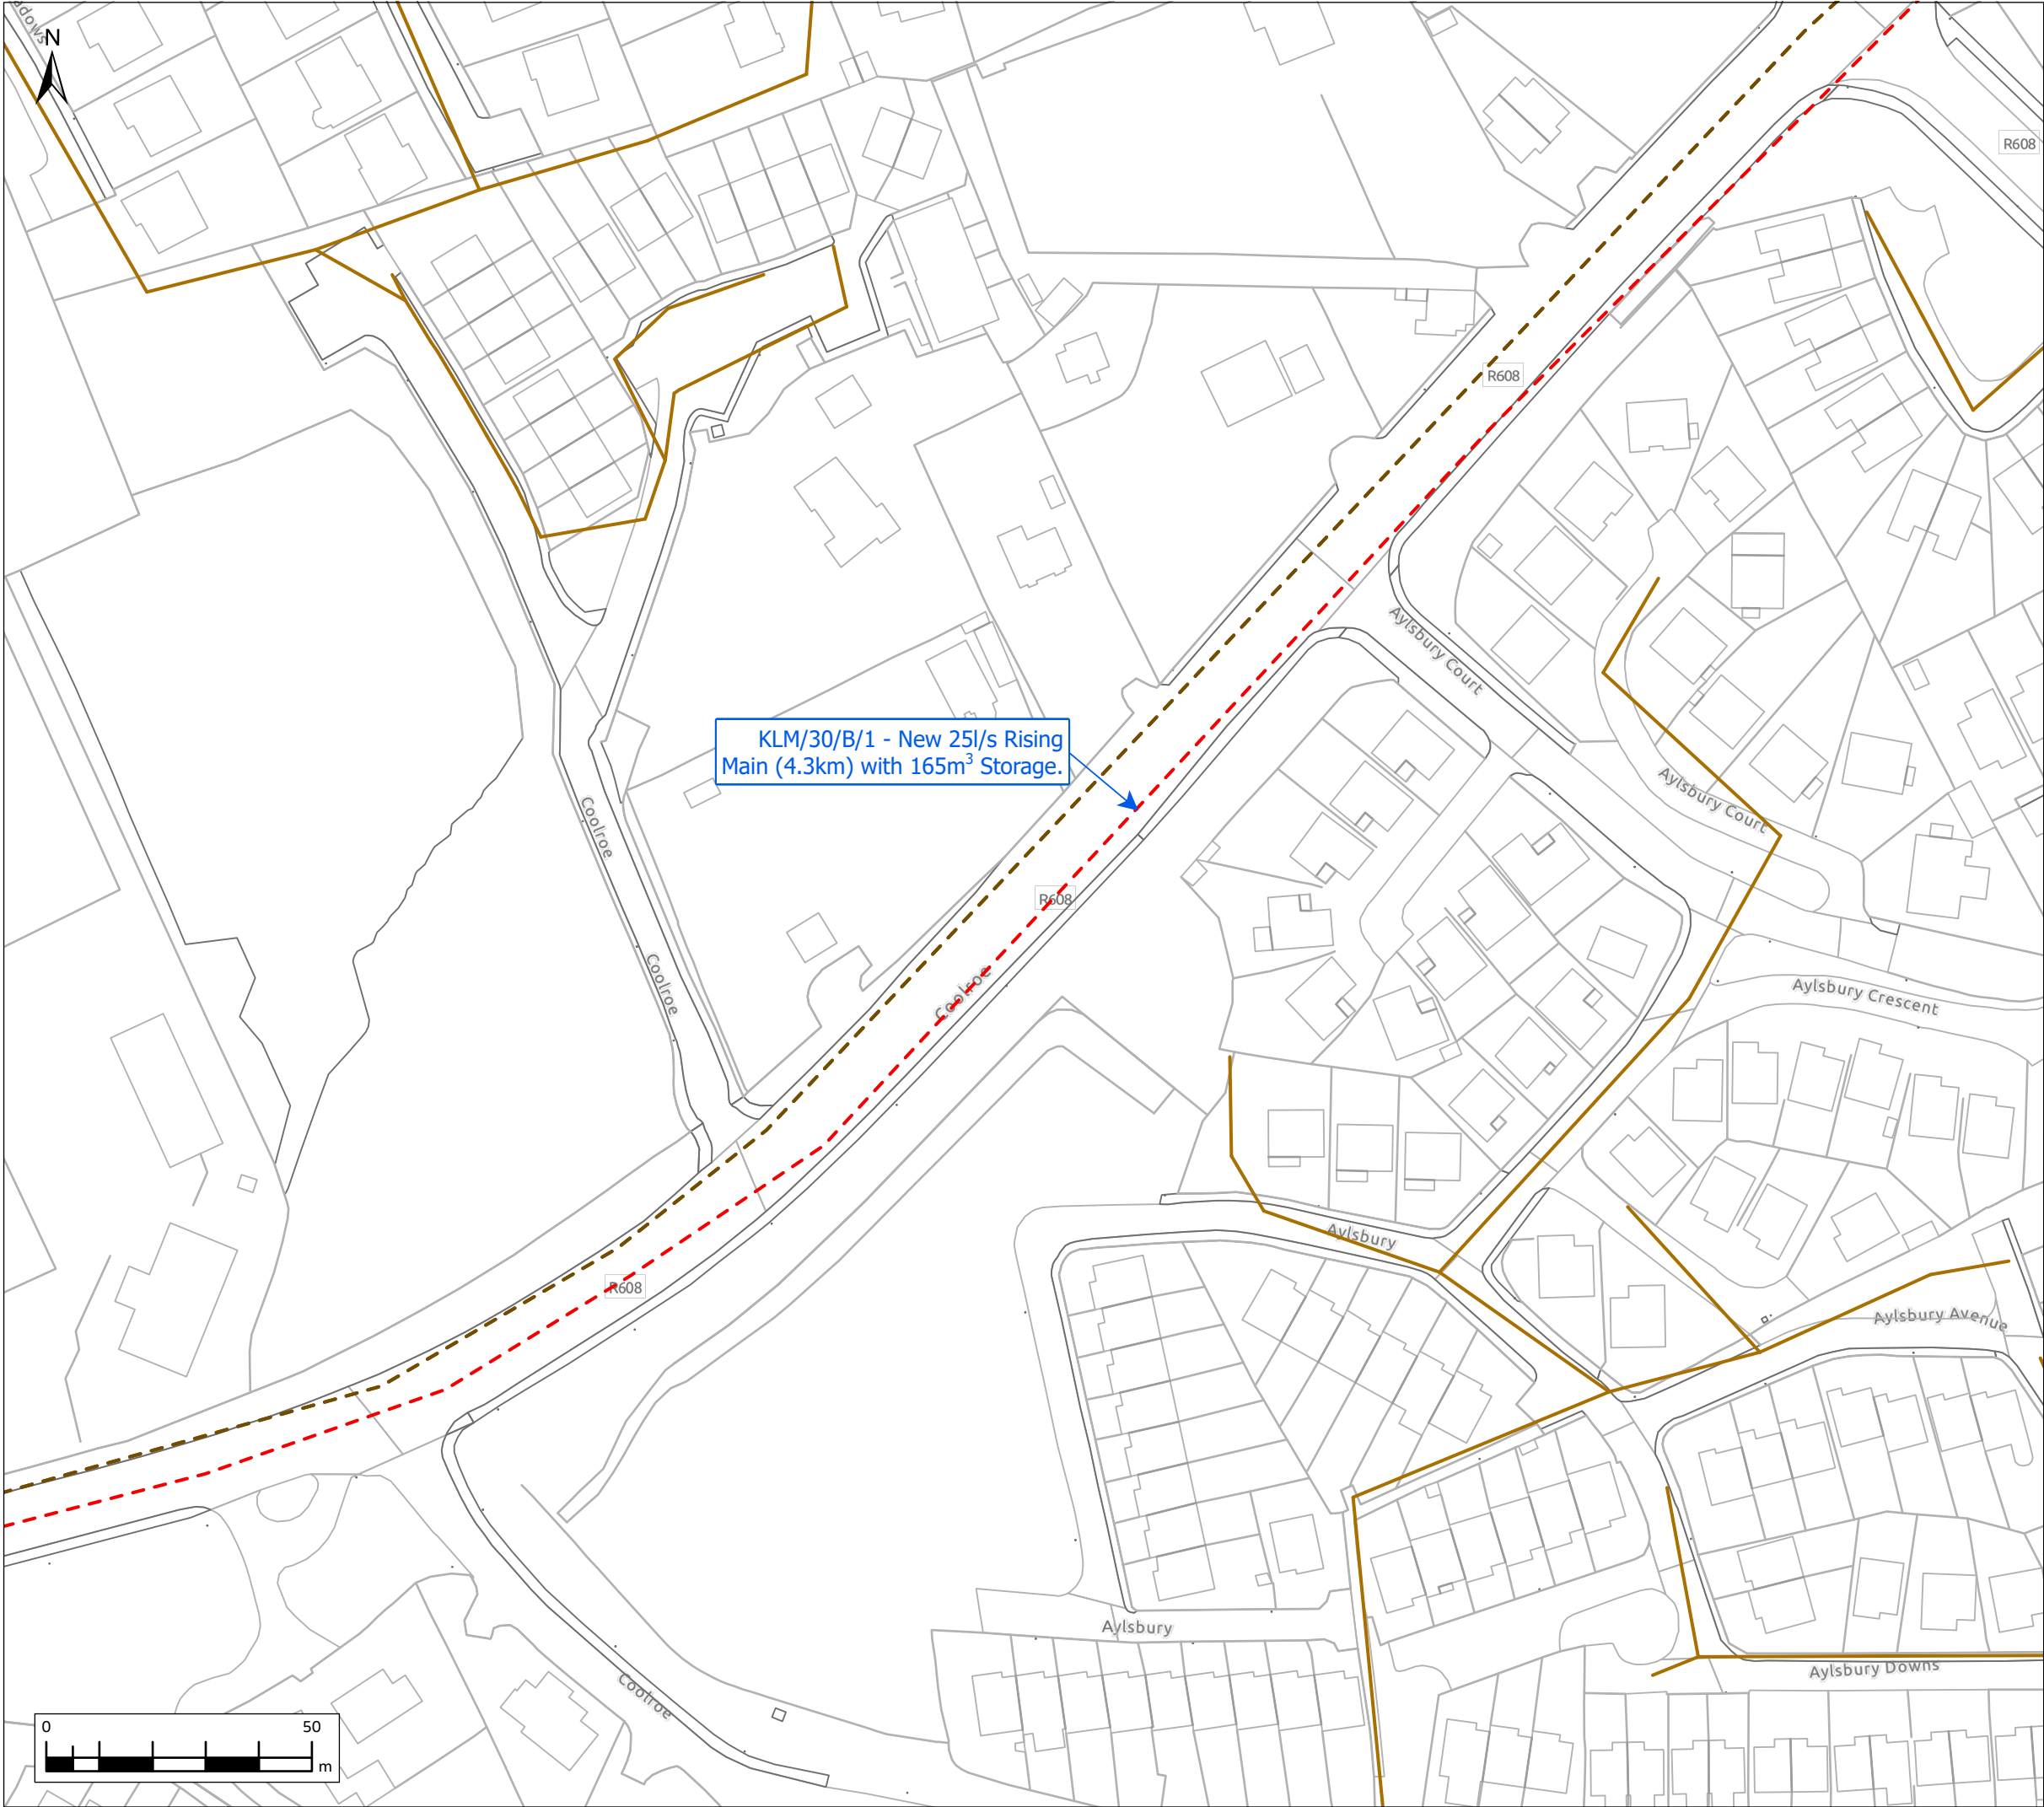 adows
N
R608
R608
Aylsbury Court
KLM/30/B/1 - New 25l/s Rising
Main (4.3km) with 165m³ Storage.
Aylsbury Court
Coolroe
R608
Coolroe
Coolroe
Aylsbury Crescent
Aylsbury
R608
Aylsbury Avenue
Aylsbury
Aylsbury Downs
Coolroe
0 50
m